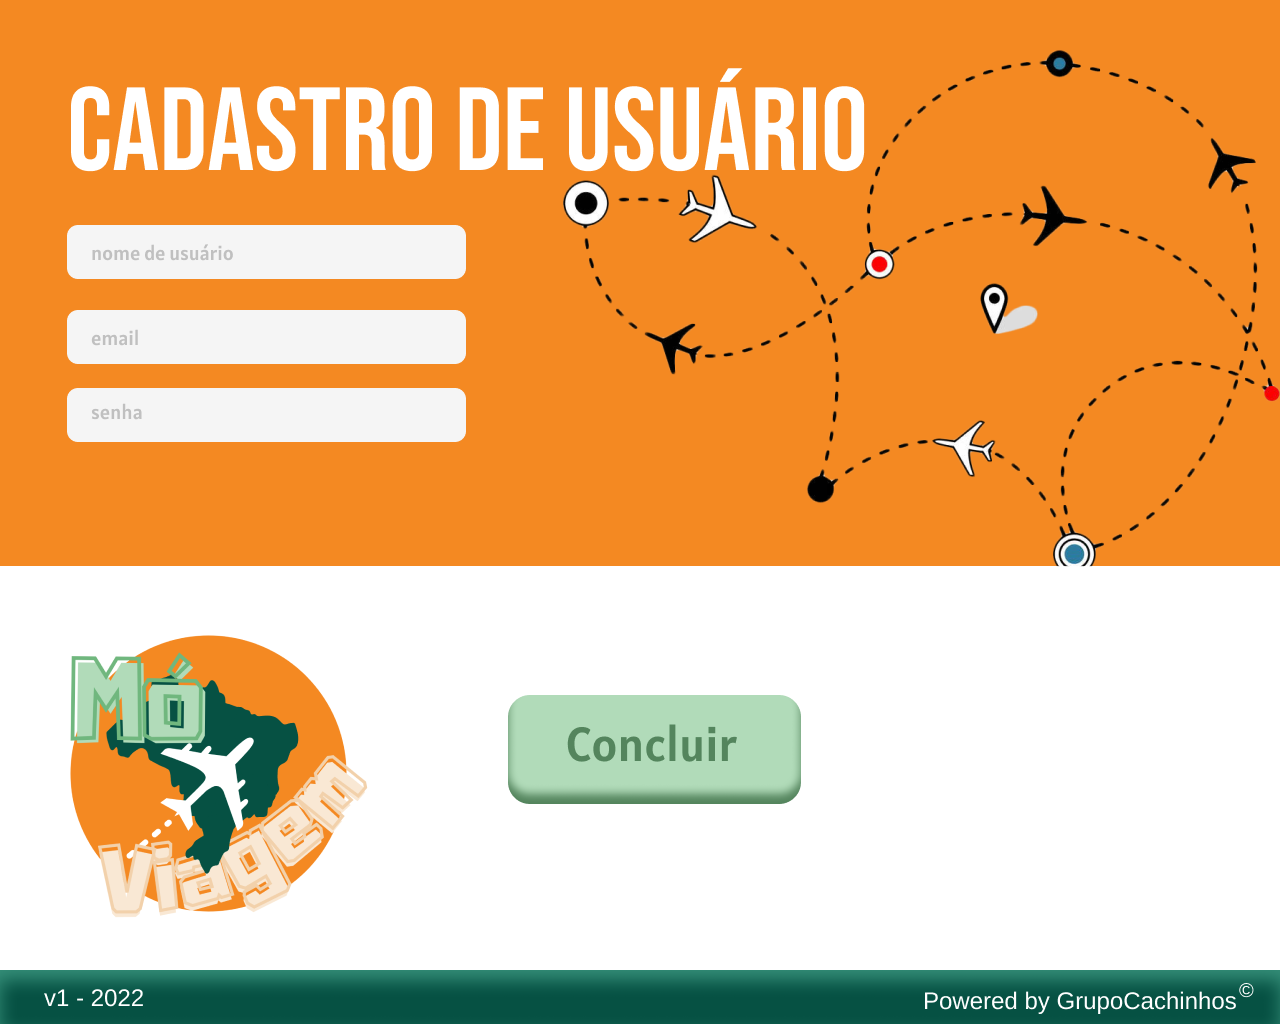 CADASTRO DE USUÁRIO
nome de usuário
email
senha
Mó
Viagem
Concluir
v1 - 2022
Powered by GrupoCachinhos©